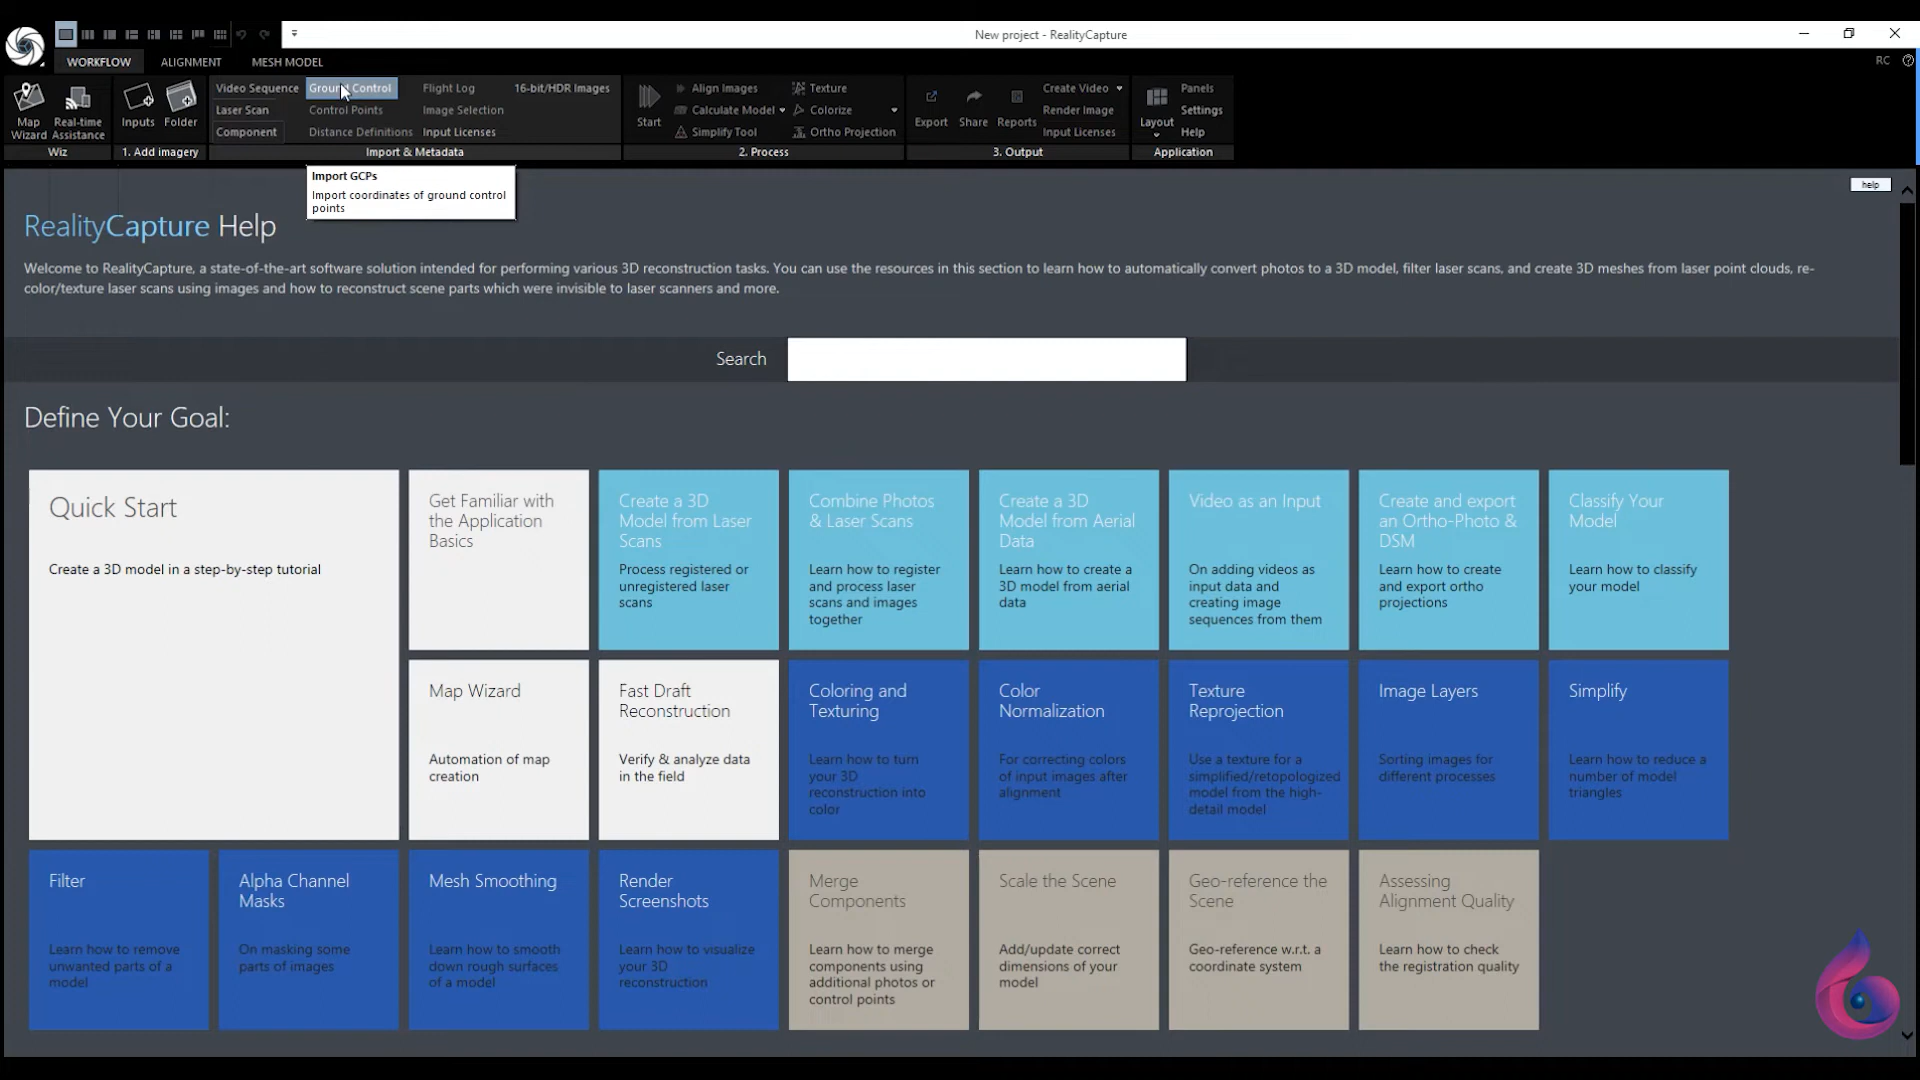 New project - RealityCapture
WORKFLOW ALIGNMENT MESH MODEL
RC
Map Wizard
Real-time Assistance
Wiz
Inputs
Folder
1. Add imagery
Video Sequence
Laser Scan
Component
Ground Control
Control Points
Distance Definitions
Flight Log
Image Selection
Input Licenses
16-bit/HDR Images
Import & Metadata
Start
Align Images
Calculate Model
Simplify Tool
Texture
Colorize
Ortho Projection
2. Process
Export
Share
Reports
Create Video
Render Image
Input Licenses
3. Output
Layout
Panels
Settings
Help
Application
Import GCPs
Import coordinates of ground control
points
help
RealityCapture Help
Welcome to RealityCapture, a state-of-the-art software solution intended for performing various 3D reconstruction tasks. You can use the resources in this section to learn how to automatically convert photos to a 3D model, filter laser scans, and create 3D meshes from laser point clouds, re-
color/texture laser scans using images and how to reconstruct scene parts which were invisible to laser scanners and more.
Search
Define Your Goal:
Quick Start
Create a 3D model in a step-by-step tutorial
Get Familiar with
the Application
Basics
Create a 3D
Model from Laser
Scans
Process registered or
unregistered laser
scans
Combine Photos
& Laser Scans
Learn how to register
and process laser
scans and images
together
Create a 3D
Model from Aerial
Data
Learn how to create a
3D model from aerial
data
Video as an Input
On adding videos as
input data and
creating image
sequences from them
Create and export
an Ortho-Photo &
DSM
Learn how to create
and export ortho
projections
Classify Your
Model
Learn how to classify
your model
Map Wizard
Automation of map
creation
Fast Draft
Reconstruction
Verify & analyze data
in the field
Coloring and
Texturing
Learn how to turn
your 3D
reconstruction into
color
Color
Normalization
For correcting colors
of input images after
alignment
Texture
Reprojection
Use a texture for a
simplified/retopologized
model from the high-
detail model
Image Layers
Sorting images for
different processes
Simplify
Learn how to reduce a
number of model
triangles
Filter
Learn how to remove
unwanted parts of a
model
Alpha Channel
Masks
On masking some
parts of images
Mesh Smoothing
Learn how to smooth
down rough surfaces
of a model
Render
Screenshots
Learn how to visualize
your 3D
reconstruction
Merge
Components
Learn how to merge
components using
additional photos or
control points
Scale the Scene
Add/update correct
dimensions of your
model
Geo-reference the
Scene
Geo-reference w.r.t. a
coordinate system
Assessing
Alignment Quality
Learn how to check
the registration quality